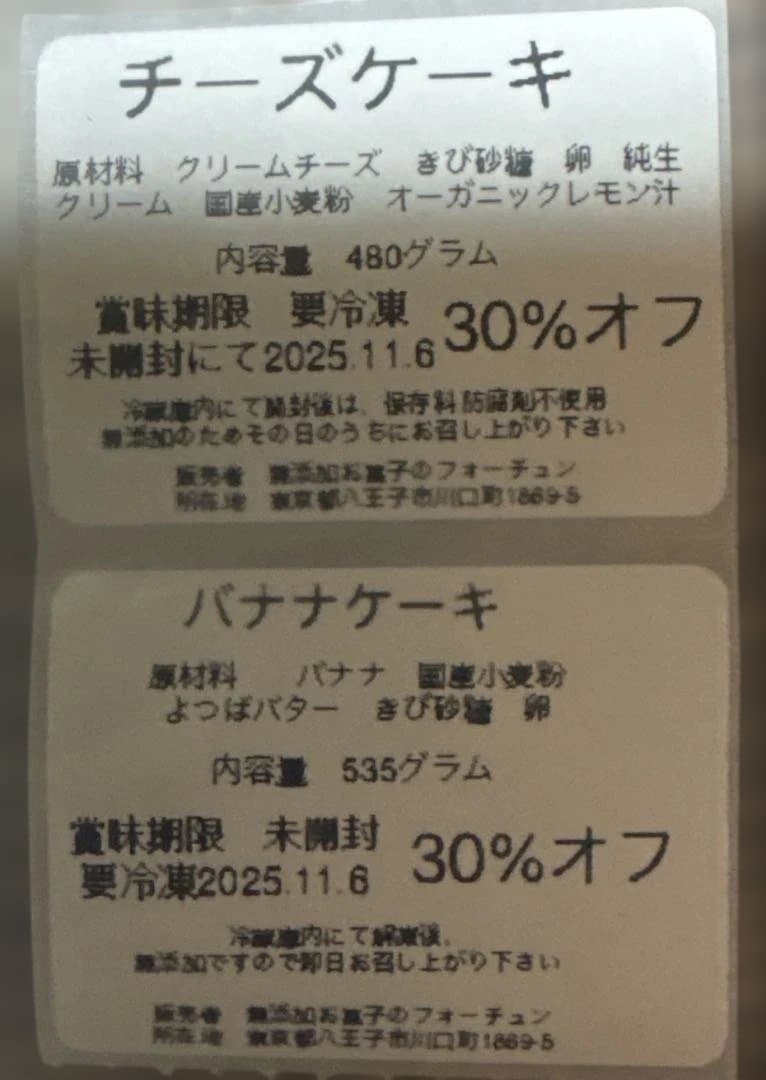 チーズケーキ
原材料　クリームチーズ　きび砂糖　卵　純生
クリーム　国産小麦粉　オーガニックレモン汁
内容量　480グラム
賞味期限　要冷凍
30%オフ
未開封にて2025.11.6
冷蔵庫内にて開封後は、保存料防腐剤不使用
無添加のためその日のうちにお召し上がり下さい
販売者　無添加お菓子のフォーチュン
所在地　東京都八王子市川口町1869-5
バナナケーキ
原材料　　バナナ　国産小麦粉
よつばバター　きび砂糖　卵
内容量　535グラム
賞味期限　未開封
30%オフ
要冷凍2025.11.6
冷蔵庫内にて解凍後、
無添加ですので即日お召し上がり下さい
販売者　無添加お菓子のフォーチュン
所在地　東京都八王子市川口町1869-5